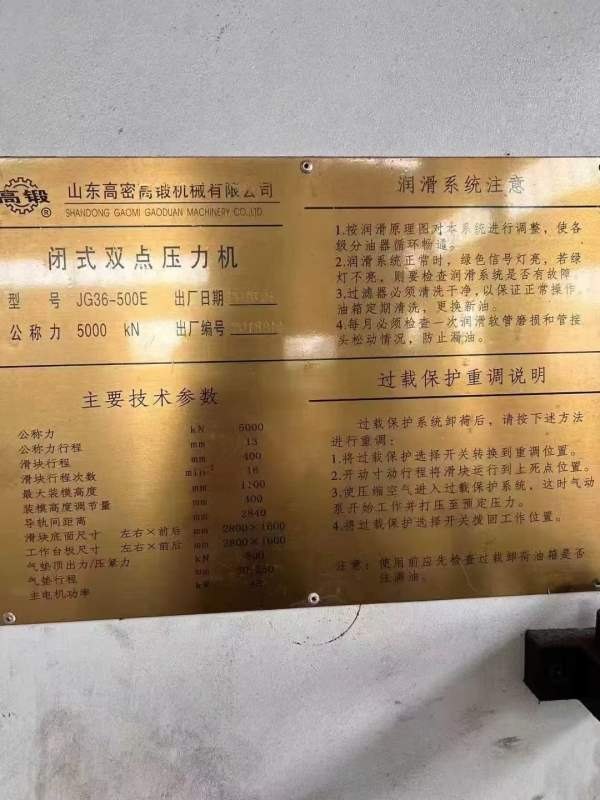 高锻
®
山东高密高锻机械有限公司
SHANDONG GAOMI GAODUAN MACHINERY CO.,LTD
闭式双点压力机
型 号 JG36-500E 出厂日期
公称力 5000 kN 出厂编号
主要技术参数
公称力 kN 5000
公称力行程 mm 13
滑块行程 mm 400
滑块行程次数 min⁻¹ 16
最大装模高度 mm 1200
装模高度调节量 mm 400
导轨间距离 mm 2840
滑块底面尺寸 左右×前后 mm 2800×1600
工作台板尺寸 左右×前后 mm 2800×1600
气垫顶出力/压紧力 kN
气垫行程 mm
主电机功率 kW
润滑系统注意
1.按润滑原理图对本系统进行调整，使各
级分油器循环畅通。
2.润滑系统正常时，绿色信号灯亮，若绿
灯不亮，则要检查润滑系统是否有故障。
3.过滤器必须清洗干净，以保证正常操作。
油箱定期清洗，更换新油。
4.每月必须检查一次润滑软管磨损和管接
头松动情况，防止漏油。
过载保护重调说明
过载保护系统卸荷后，请按下述方法
进行重调：
1.将过载保护选择开关转换到重调位置。
2.开动寸动行程将滑块运行到上死点位置。
3.使压缩空气进入过载保护系统，这时气动
泵开始工作并打压至预定压力。
4.将过载保护选择开关拨回工作位置。
注意：使用前应先检查过载卸荷油箱是否
注满油。